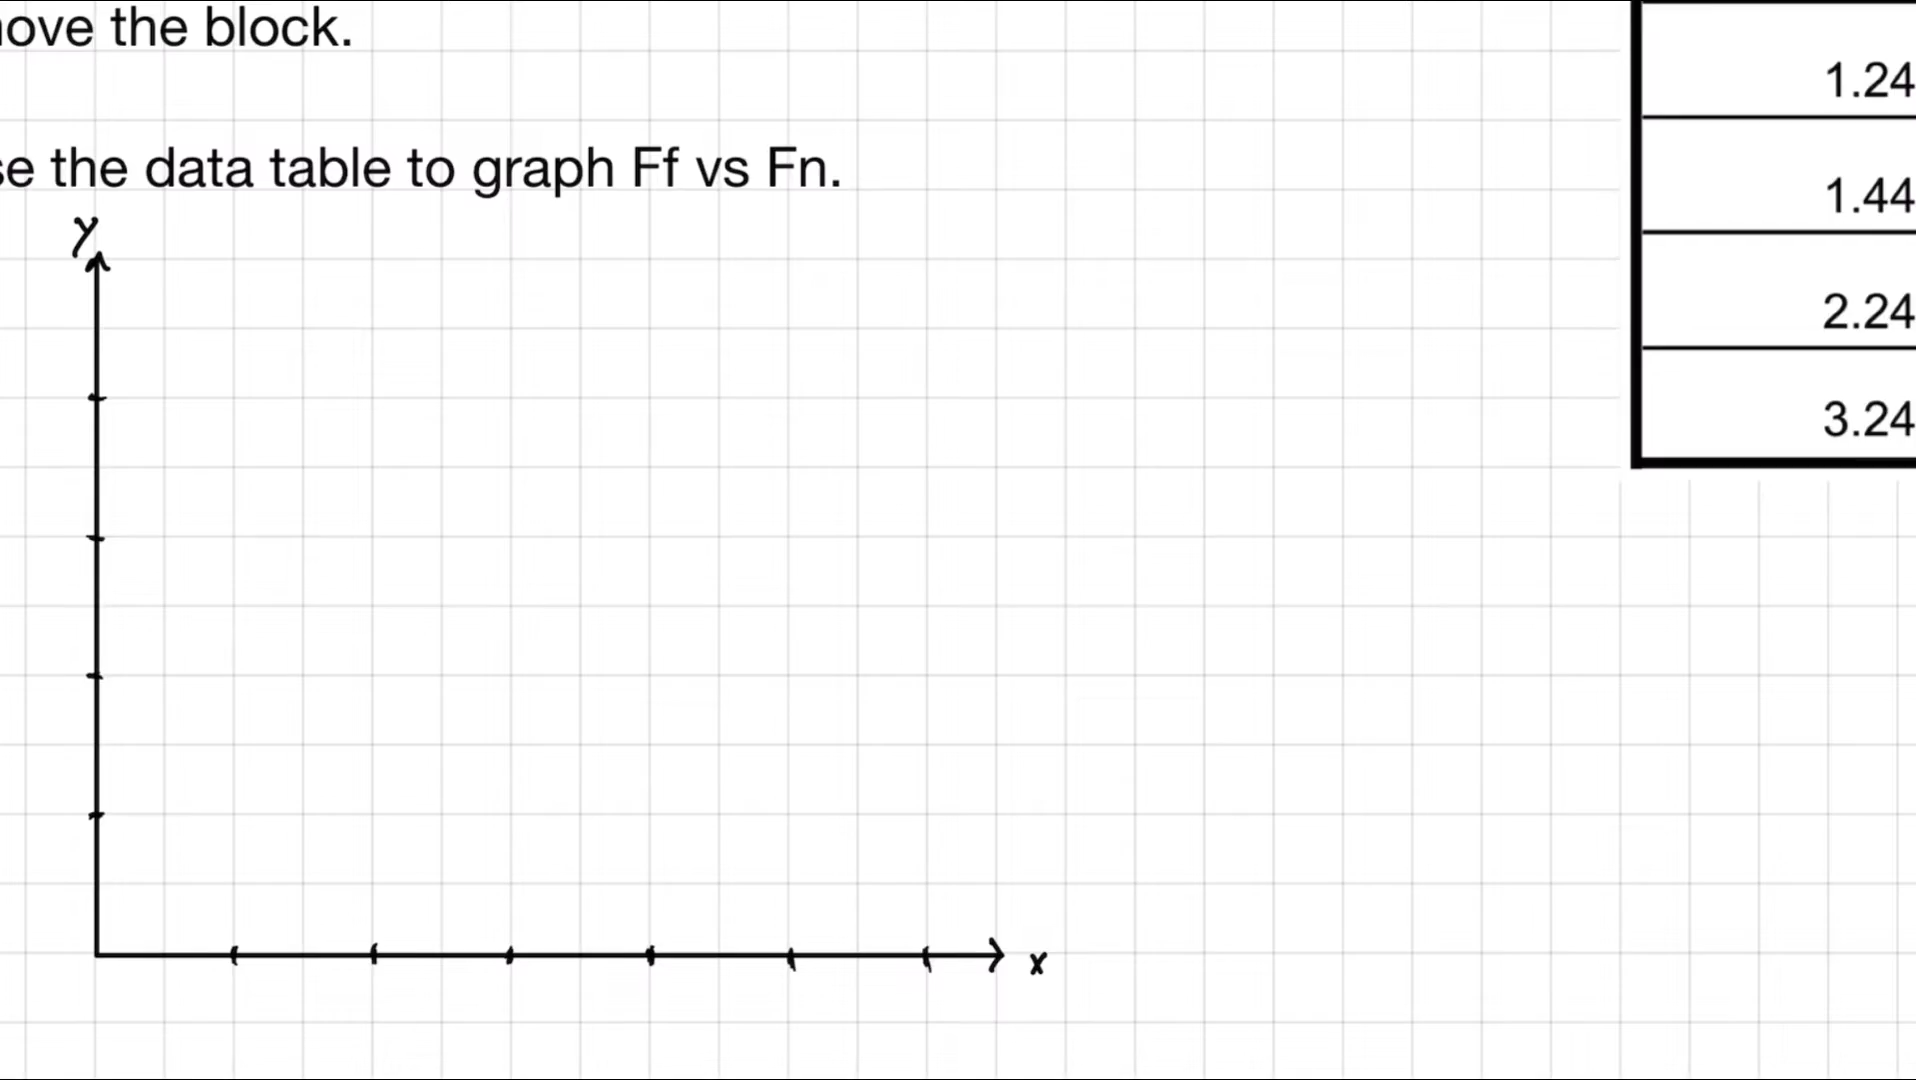 ove the block.
se the data table to graph Ff vs Fn.
y
x
1.24
1.44
2.24
3.24